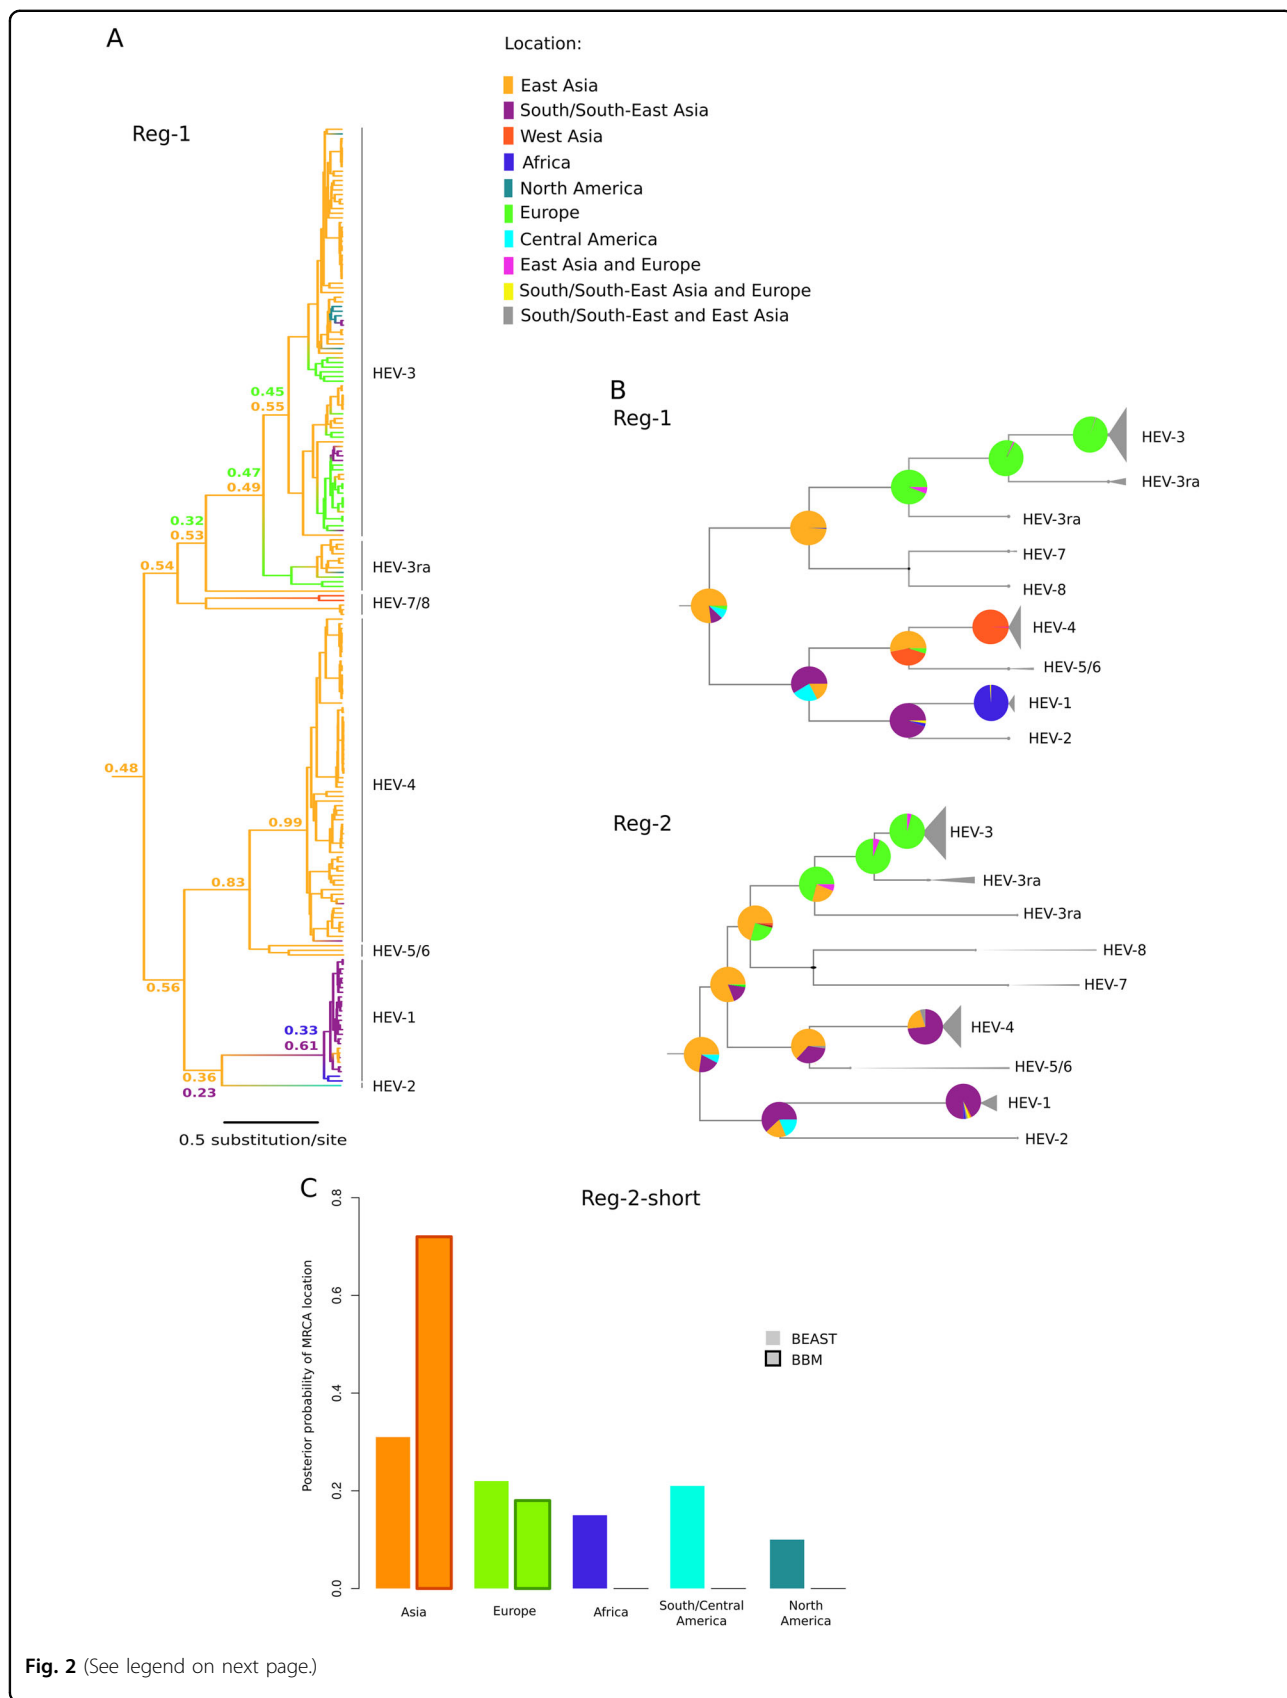 A
Location:
East Asia
South/South-East Asia
West Asia
Africa
North America
Europe
Central America
East Asia and Europe
South/South-East Asia and Europe
South/South-East and East Asia
Reg-1
HEV-3
0.45
0.55
0.47
0.49
0.32
0.53
0.54
HEV-3ra
HEV-7/8
0.48
HEV-4
0.99
0.83
HEV-5/6
0.56
HEV-1
0.33
0.61
0.36
0.23
HEV-2
0.5 substitution/site
B
Reg-1
HEV-3
HEV-3ra
HEV-3ra
HEV-7
HEV-8
HEV-4
HEV-5/6
HEV-1
HEV-2
Reg-2
HEV-3
HEV-3ra
HEV-3ra
HEV-8
HEV-7
HEV-4
HEV-5/6
HEV-1
HEV-2
C
Reg-2-short
Posterior probability of MRCA location
0.8
0.6
0.4
0.2
0.0
BEAST
BBM
Asia
Europe
Africa
South/Central
America
North
America
Fig. 2 (See legend on next page.)